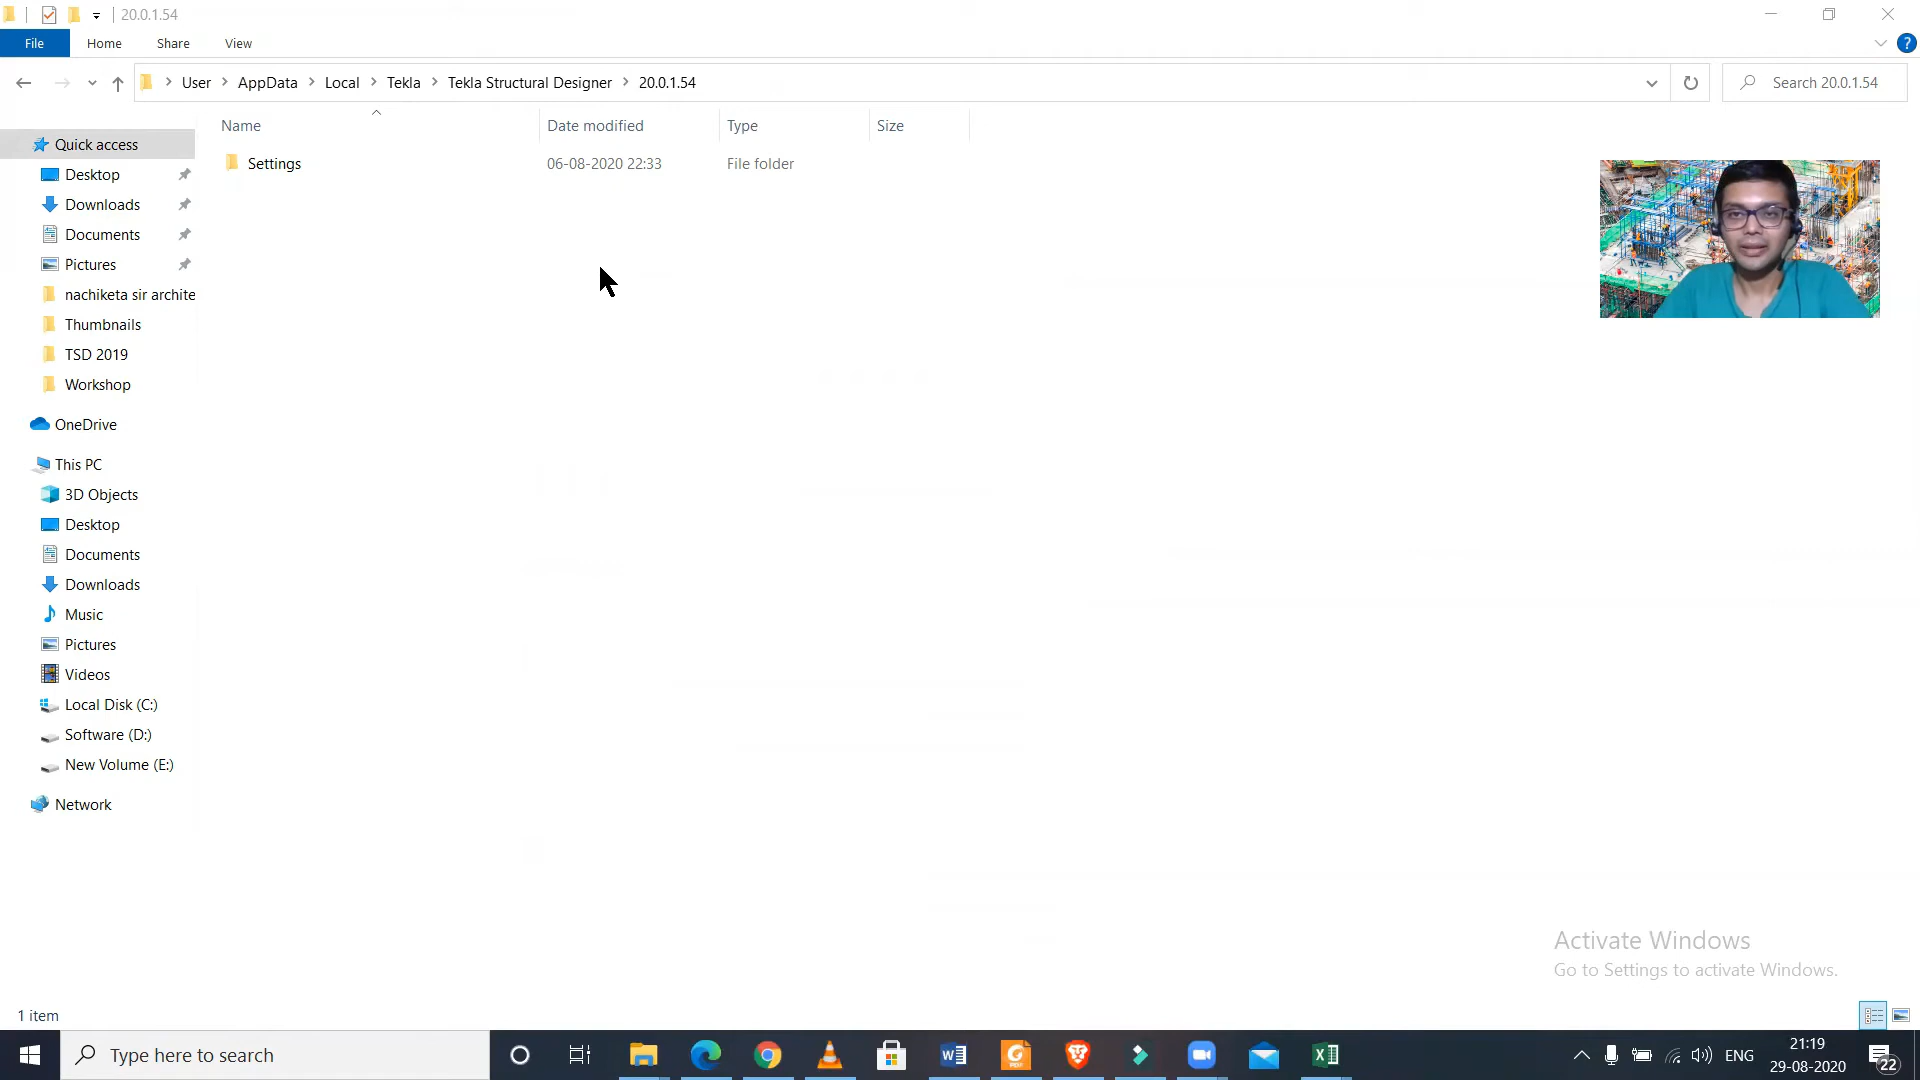 20.0.1.54
File Home Share View
User AppData Local Tekla Tekla Structural Designer 20.0.1.54 Search 20.0.1.54
Name Date modified Type Size
Settings 06-08-2020 22:33 File folder
Quick access
Desktop
Downloads
Documents
Pictures
nachiketa sir archite
Thumbnails
TSD 2019
Workshop
OneDrive
This PC
3D Objects
Desktop
Documents
Downloads
Music
Pictures
Videos
Local Disk (C:)
Software (D:)
New Volume (E:)
Network
Activate Windows
Go to Settings to activate Windows.
1 item
Type here to search ENG 21:19
29-08-2020 22